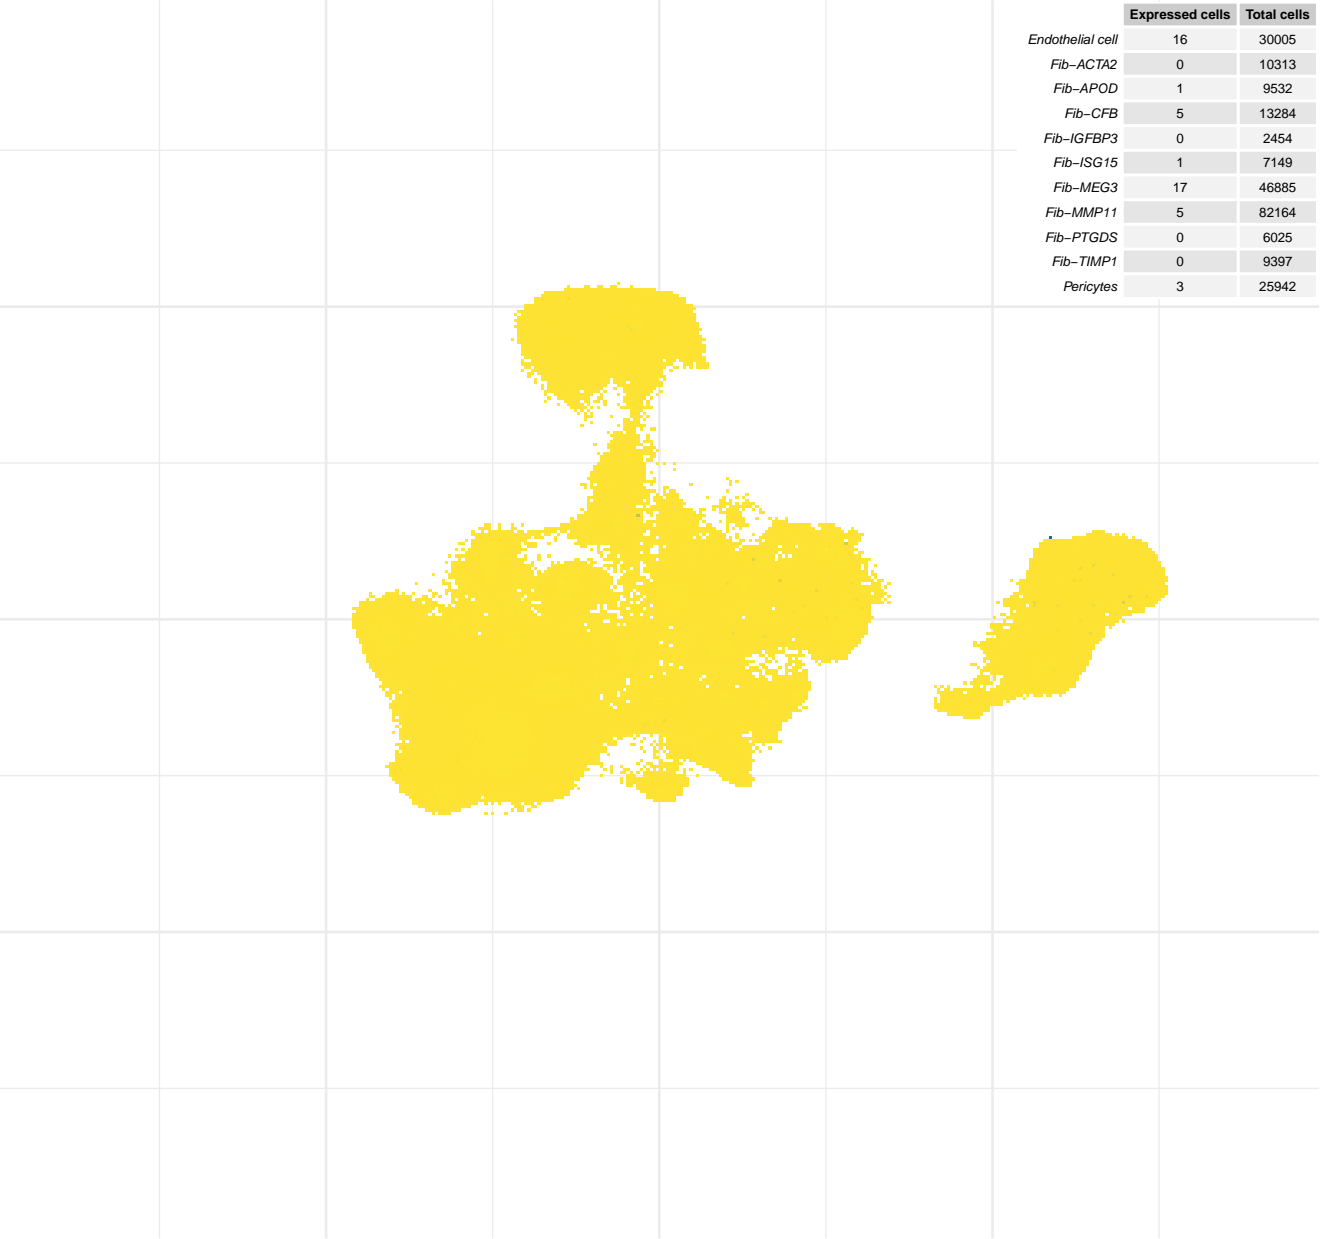 Expressed cells Total cells
Endothelial cell 16 30005
Fib−ACTA2 0 10313
Fib−APOD 1 9532
Fib−CFB 5 13284
Fib−IGFBP3 0 2454
Fib−ISG15 1 7149
Fib−MEG3 17 46885
Fib−MMP11 5 82164
Fib−PTGDS 0 6025
Fib−TIMP1 0 9397
Pericytes 3 25942